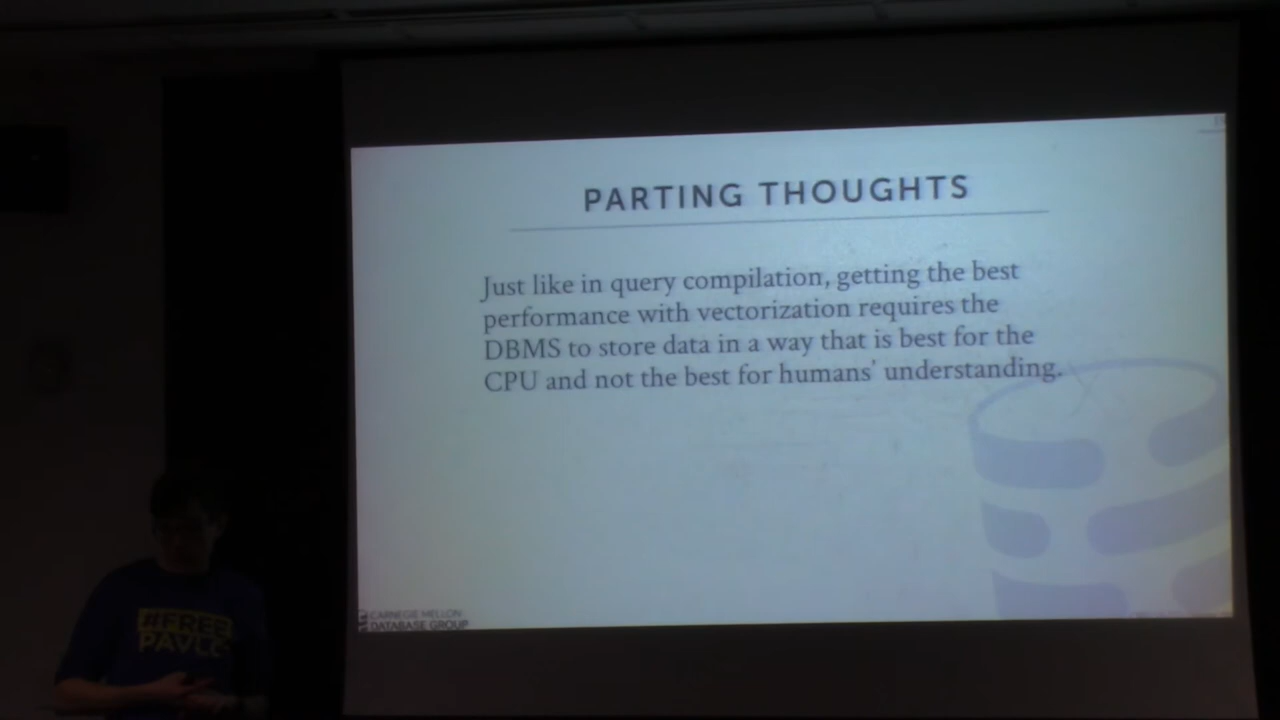 PARTING THOUGHTS
Just like in query compilation, getting the best
performance with vectorization requires the
DBMS to store data in a way that is best for the
CPU and not the best for humans' understanding.
CARNEGIE MELLON
DATABASE GROUP
#FREE
PAVLO